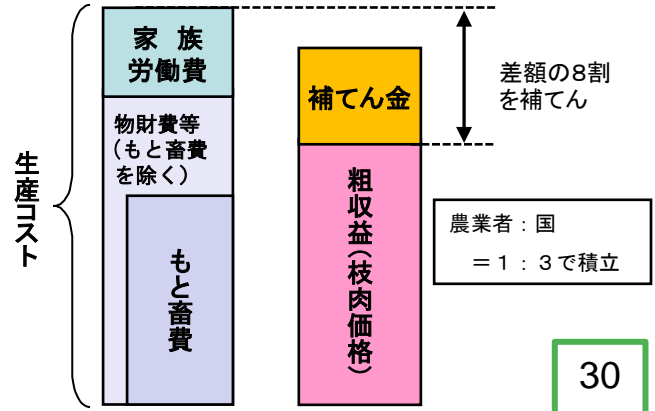 家 族
労働費
物財費等
(もと畜費
を除く)
もと畜費
生産コスト
補てん金
粗収益(枝肉価格)
差額の8割
を補てん
農業者：国
＝１：３で積立
30